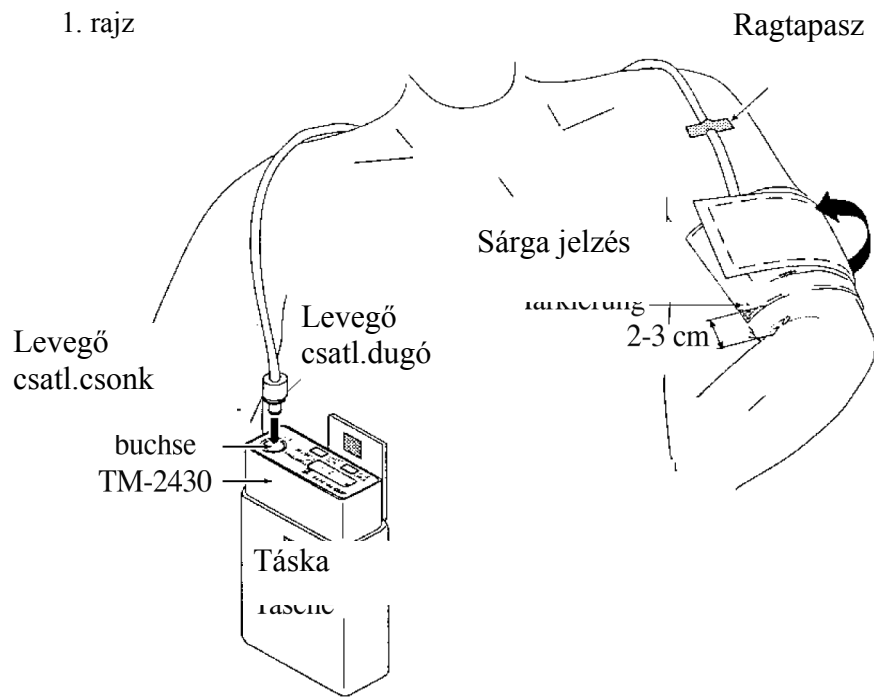 1. rajz
Ragtapasz
Sárga jelzés
2-3 cm
Levegő
csatl.dugó
Levegő
csatl.csonk
buchse
TM-2430
Táska